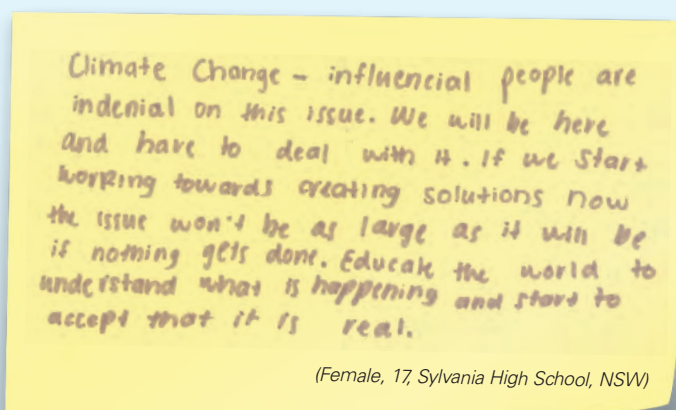 Climate Change - influencial people are
indenial on this issue. We will be here
and have to deal with it. If we start
working towards creating solutions now
the issue won't be as large as it will be
if nothing gets done. Educate the world to
understand what is happening and start to
accept that it is real.
(Female, 17, Sylvania High School, NSW)